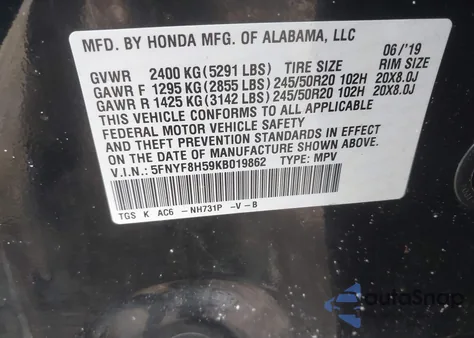 MFD. BY HONDA MFG. OF ALABAMA, LLC 06/'19
GVWR 2400 KG (5291 LBS) TIRE SIZE RIM SIZE
GAWR F 1295 KG (2855 LBS) 245/50R20 102H 20X8.0J
GAWR R 1425 KG (3142 LBS) 245/50R20 102H 20X8.0J
THIS VEHICLE CONFORMS TO ALL APPLICABLE
FEDERAL MOTOR VEHICLE SAFETY
AND THEFT PREVENTION STANDARDS IN EFFECT
ON THE DATE OF MANUFACTURE SHOWN ABOVE.
V.I.N.: 5FNYF8H59KB019862 TYPE: MPV
TGS K AC6 -NH731P -V-B
autoSnap